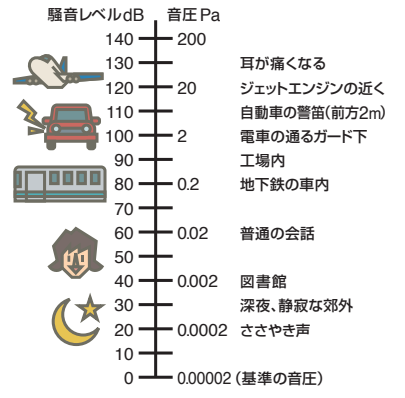 騒音レベルdB 音圧Pa
140 200
130 耳が痛くなる
120 20 ジェットエンジンの近く
110 自動車の警笛(前方2m)
100 2 電車の通るガード下
90 工場内
80 0.2 地下鉄の車内
70
60 0.02 普通の会話
50
40 0.002 図書館
30 深夜、静寂な郊外
20 0.0002 ささやき声
10
0 0.00002(基準の音圧)